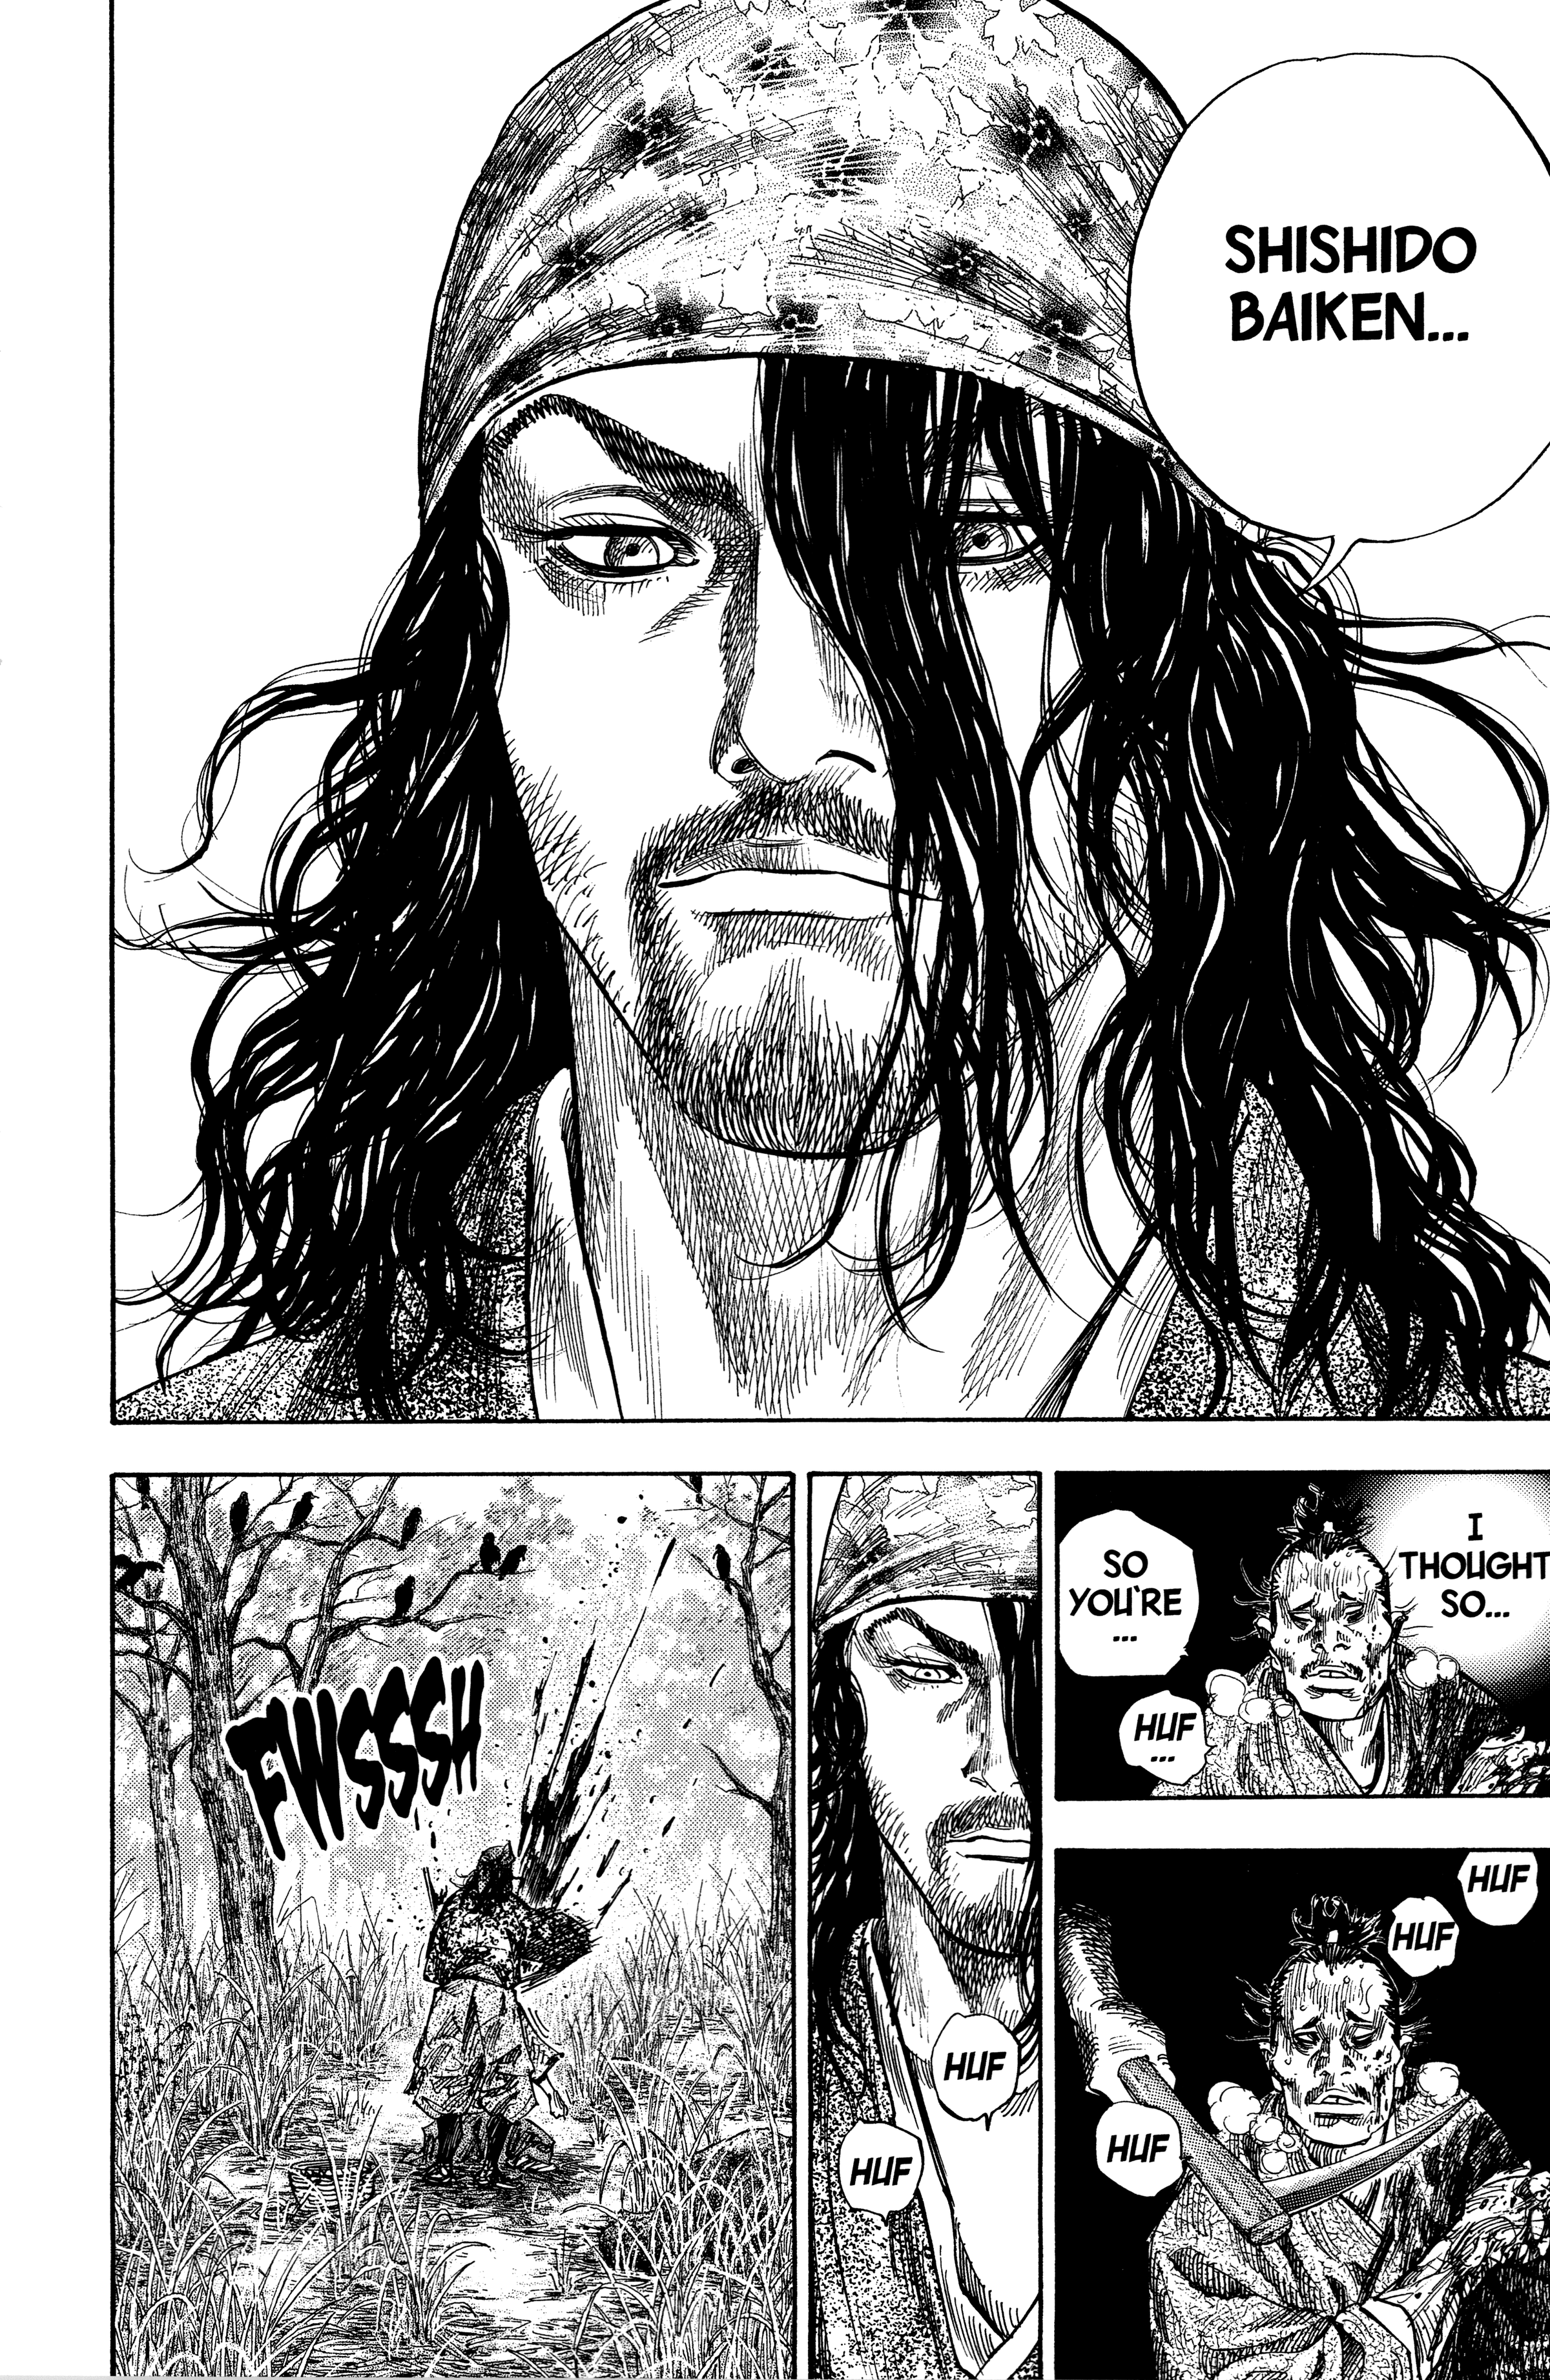 SHISHIDO
BAIKEN...
I
THOUGHT
SO...
SO
YOU'RE
...
HUF
...
HUF
HUF
HUF
HUF
HUF
FWSSSH